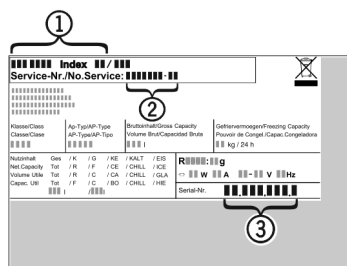 1
Index /
Service-Nr./No.Service: -
2
Klasse/Class Ap-Typ/AP-Type Bruttoinhalt/Gross Capacity Gefriervermoegen/Freezing Capacity
Classe/Clase AP-Type/AP-Tipo Volume Brut/Capacidad Bruta Pouvoir de Congel./Capac.Congeladora
l kg / 24 h
Nutzinhalt Ges / K / G / KE / KALT / EIS
Net.Capacity Tot / R / F / CE / CHILL / ICE
Volume Utile Tot / R / C / CA / CHILL / GLA
Capac. Util Tot / F / C / BO / CHILL / HIE
l / l
R : g
W A - V Hz
Serial-Nr. . . .
3